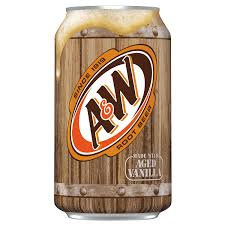 SINCE 1919
A&W
ROOT BEER
MADE WITH
AGED
VANILLA